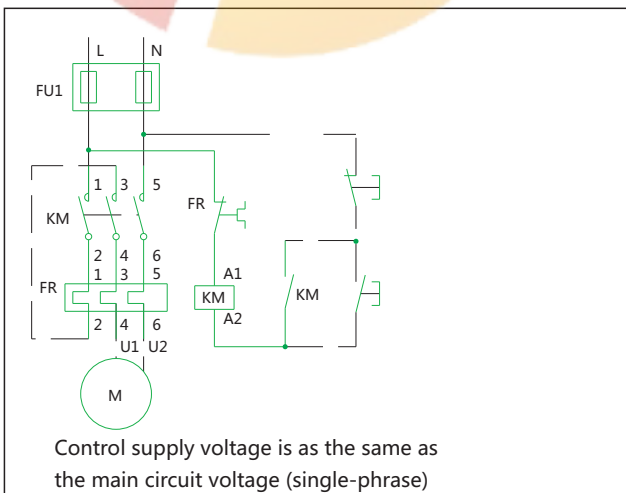 L N
FU1
1 3 5
KM
FR
2 4 6
1 3 5
FR
A1
KM
A2
KM
2 4 6
U1 U2
M
Control supply voltage is as the same as
the main circuit voltage (single-phrase)